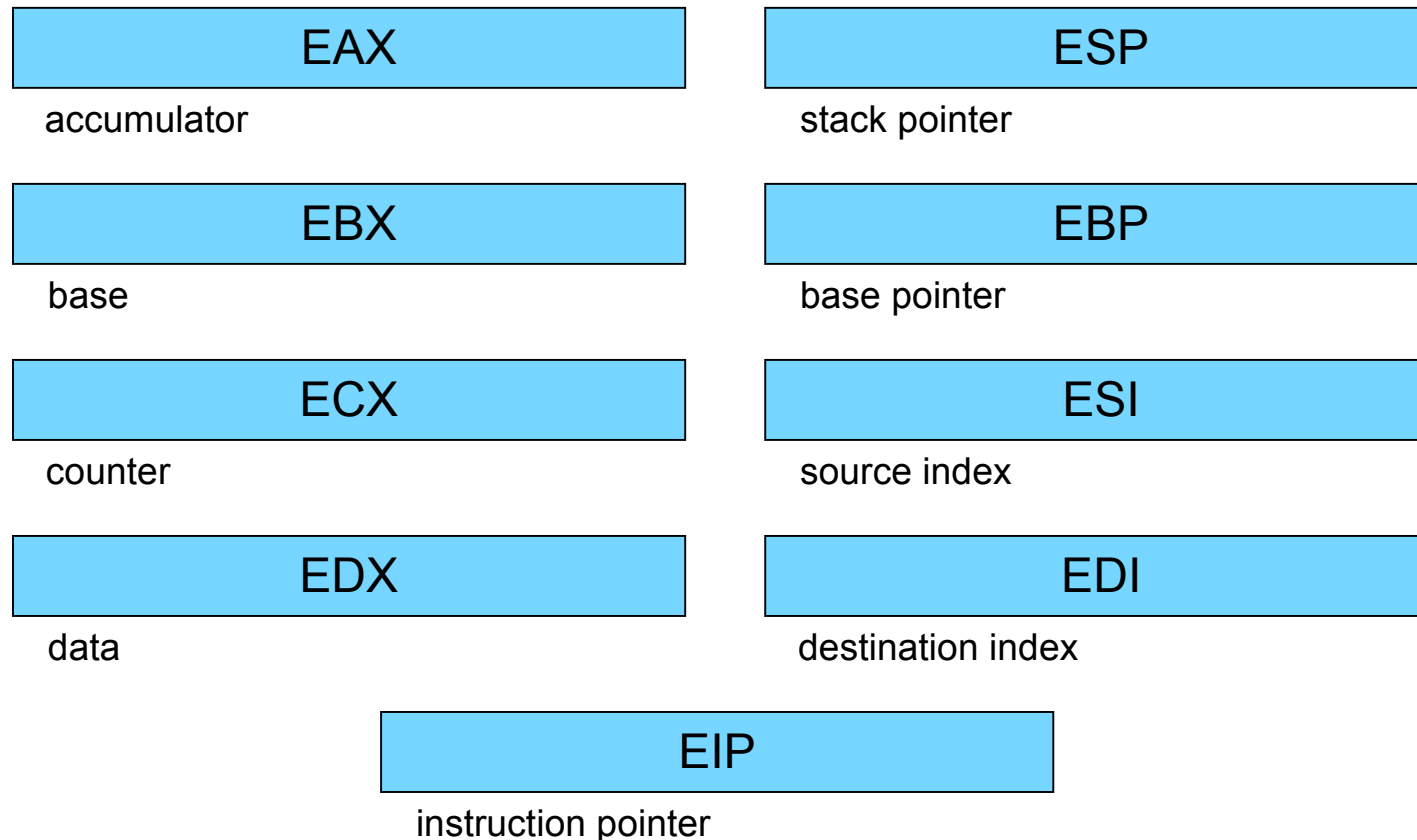 EAX
accumulator
ESP
stack pointer
EBX
base
EBP
base pointer
ECX
counter
ESI
source index
EDX
data
EDI
destination index
EIP
instruction pointer